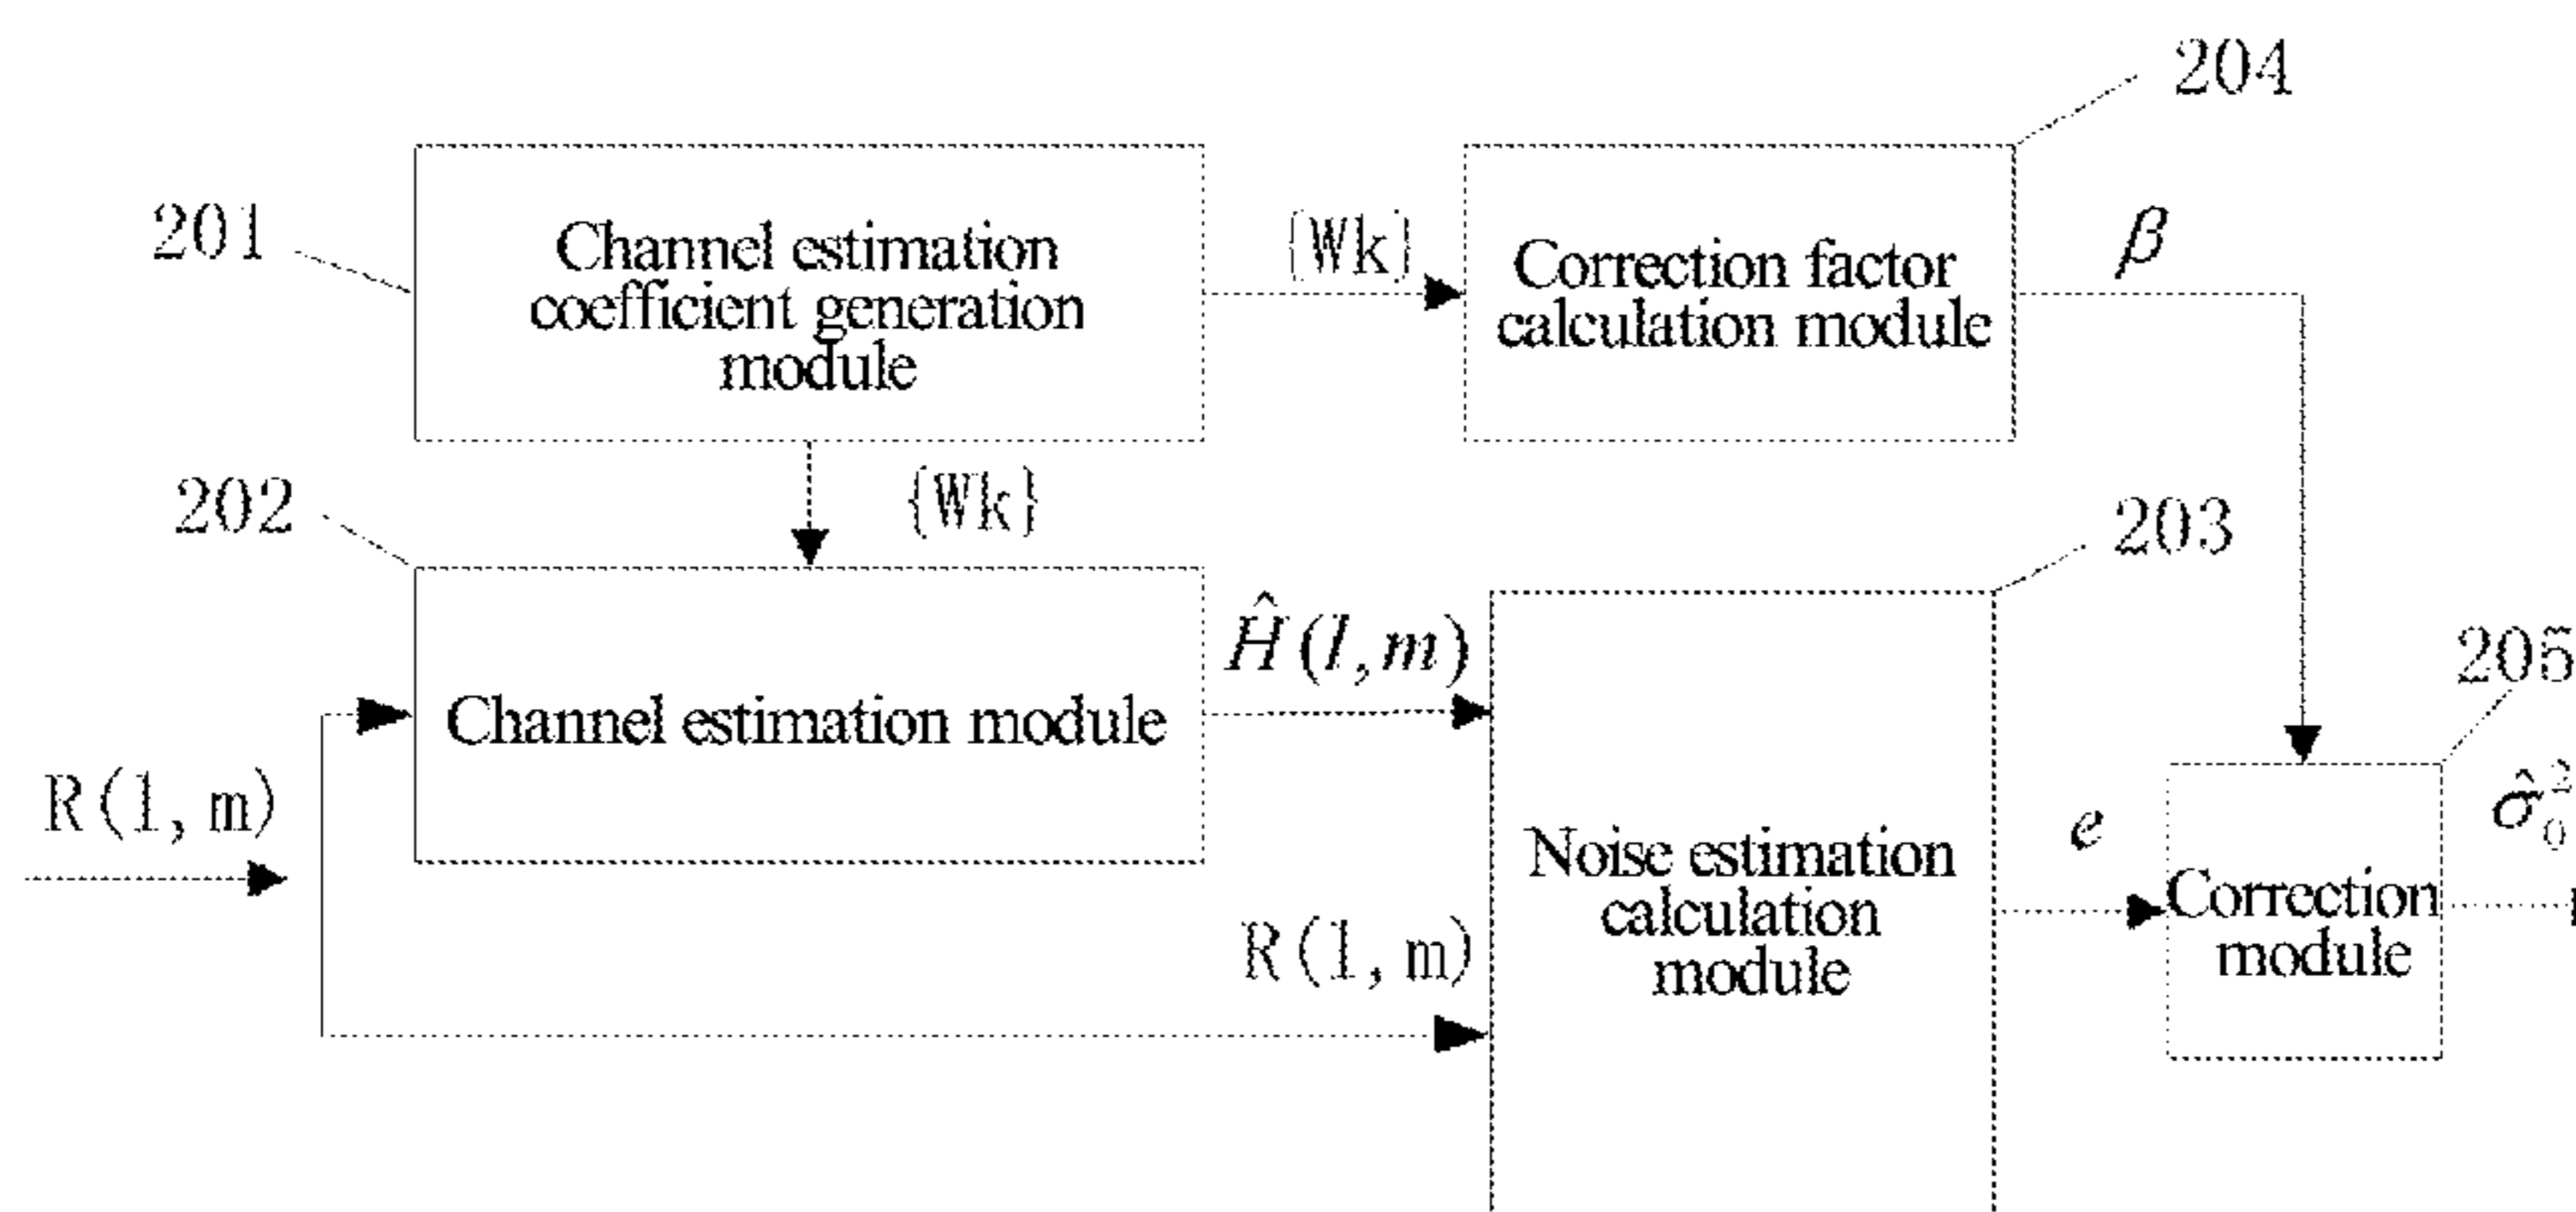 204
201
Channel estimation
coefficient generation
module
{Wk}
Correction factor
calculation module
β
202
{Wk}
203
Channel estimation module
Ĥ(l,m)
205
R(l,m)
Noise estimation
calculation
module
e
Correction
module
σ̂₀²
R(l,m)